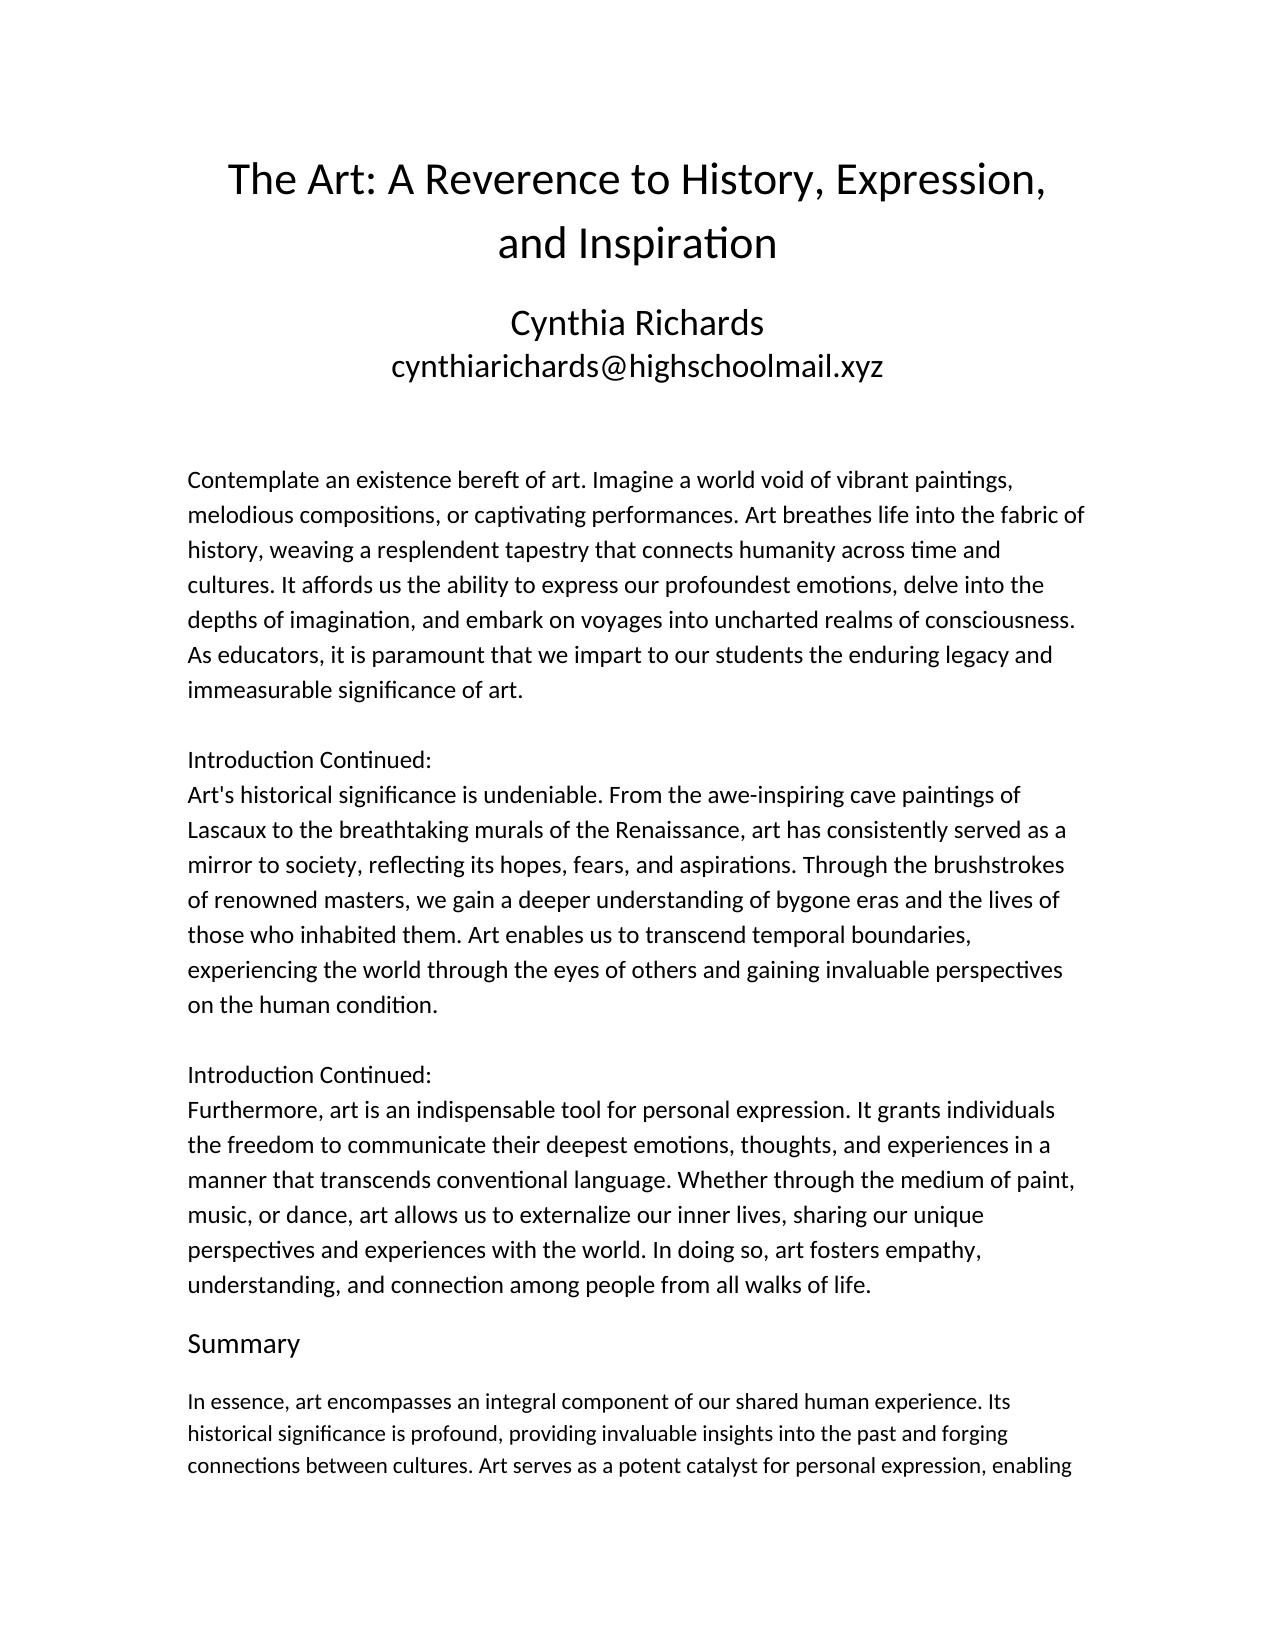 The Art: A Reverence to History, Expression,
and Inspiration
Cynthia Richards
cynthiarichards@highschoolmail.xyz
Contemplate an existence bereft of art. Imagine a world void of vibrant paintings,
melodious compositions, or captivating performances. Art breathes life into the fabric of
history, weaving a resplendent tapestry that connects humanity across time and
cultures. It affords us the ability to express our profoundest emotions, delve into the
depths of imagination, and embark on voyages into uncharted realms of consciousness.
As educators, it is paramount that we impart to our students the enduring legacy and
immeasurable significance of art.
Introduction Continued:
Art's historical significance is undeniable. From the awe-inspiring cave paintings of
Lascaux to the breathtaking murals of the Renaissance, art has consistently served as a
mirror to society, reflecting its hopes, fears, and aspirations. Through the brushstrokes
of renowned masters, we gain a deeper understanding of bygone eras and the lives of
those who inhabited them. Art enables us to transcend temporal boundaries,
experiencing the world through the eyes of others and gaining invaluable perspectives
on the human condition.
Introduction Continued:
Furthermore, art is an indispensable tool for personal expression. It grants individuals
the freedom to communicate their deepest emotions, thoughts, and experiences in a
manner that transcends conventional language. Whether through the medium of paint,
music, or dance, art allows us to externalize our inner lives, sharing our unique
perspectives and experiences with the world. In doing so, art fosters empathy,
understanding, and connection among people from all walks of life.
Summary
In essence, art encompasses an integral component of our shared human experience. Its
historical significance is profound, providing invaluable insights into the past and forging
connections between cultures. Art serves as a potent catalyst for personal expression, enabling